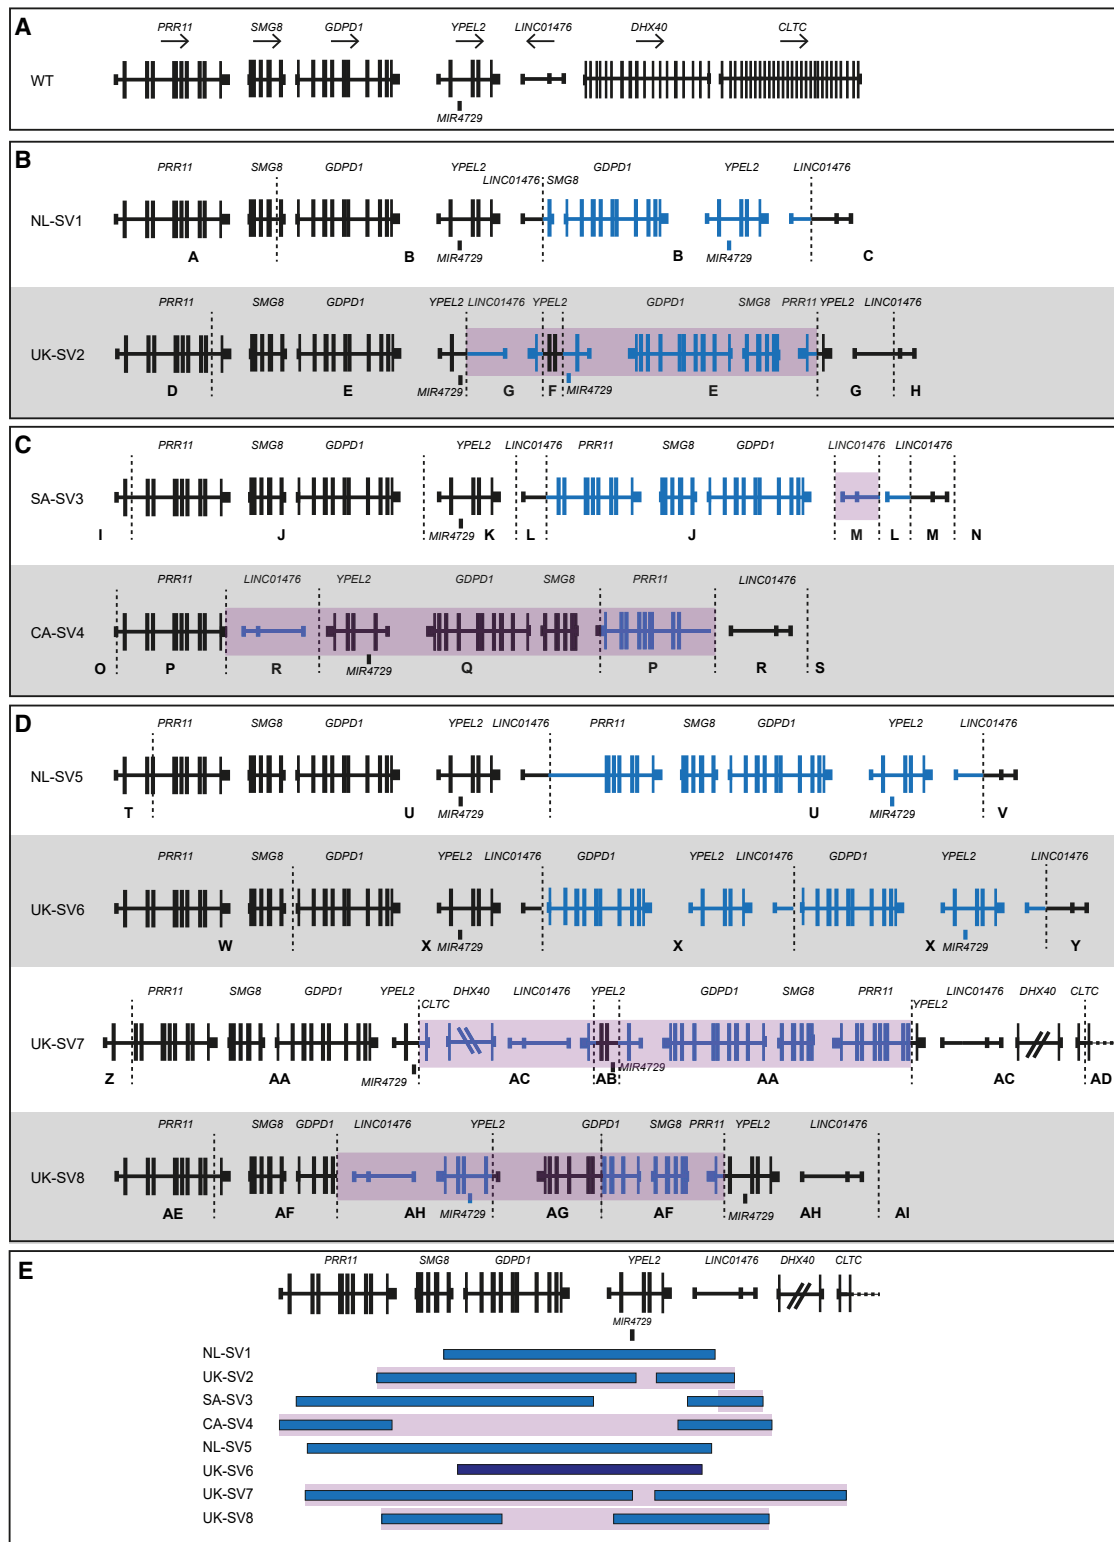 A
PRR11 SMG8 GDPD1 YPEL2 LINC01476 DHX40 CLTC
WT
MIR4729
B
PRR11 SMG8 GDPD1 YPEL2 GDPD1 YPEL2 LINC01476
LINC01476 SMG8
NL-SV1
A B MIR4729 B MIR4729 C
PRR11 SMG8 GDPD1 YPEL2 LINC01476 YPEL2 GDPD1 SMG8 PRR11 YPEL2 LINC01476
UK-SV2
D E MIR4729 G F MIR4729 E G H
C
PRR11 SMG8 GDPD1 YPEL2 LINC01476 PRR11 SMG8 GDPD1 LINC01476 LINC01476
SA-SV3
I J MIR4729 K L J M L M N
PRR11 LINC01476 YPEL2 GDPD1 SMG8 PRR11 LINC01476
CA-SV4
O P R MIR4729 Q P R S
D
PRR11 SMG8 GDPD1 YPEL2 LINC01476 PRR11 SMG8 GDPD1 YPEL2 LINC01476
NL-SV5
T U MIR4729 U MIR4729 V
PRR11 SMG8 GDPD1 YPEL2 LINC01476 GDPD1 YPEL2 LINC01476 GDPD1 YPEL2 LINC01476
UK-SV6
W X MIR4729 X X MIR4729 Y
PRR11 SMG8 GDPD1 YPEL2 DHX40 LINC01476 YPEL2 GDPD1 SMG8 PRR11 LINC01476 DHX40 CLTC
CLTC YPEL2
UK-SV7
Z AA MIR4729 AC AB MIR4729 AA AC AD
PRR11 SMG8 GDPD1 LINC01476 YPEL2 GDPD1 SMG8 PRR11 YPEL2 LINC01476
UK-SV8
AE AF AH MIR4729 AG AF MIR4729 AH AI
E
PRR11 SMG8 GDPD1 YPEL2 LINC01476 DHX40 CLTC
MIR4729
NL-SV1
UK-SV2
SA-SV3
CA-SV4
NL-SV5
UK-SV6
UK-SV7
UK-SV8